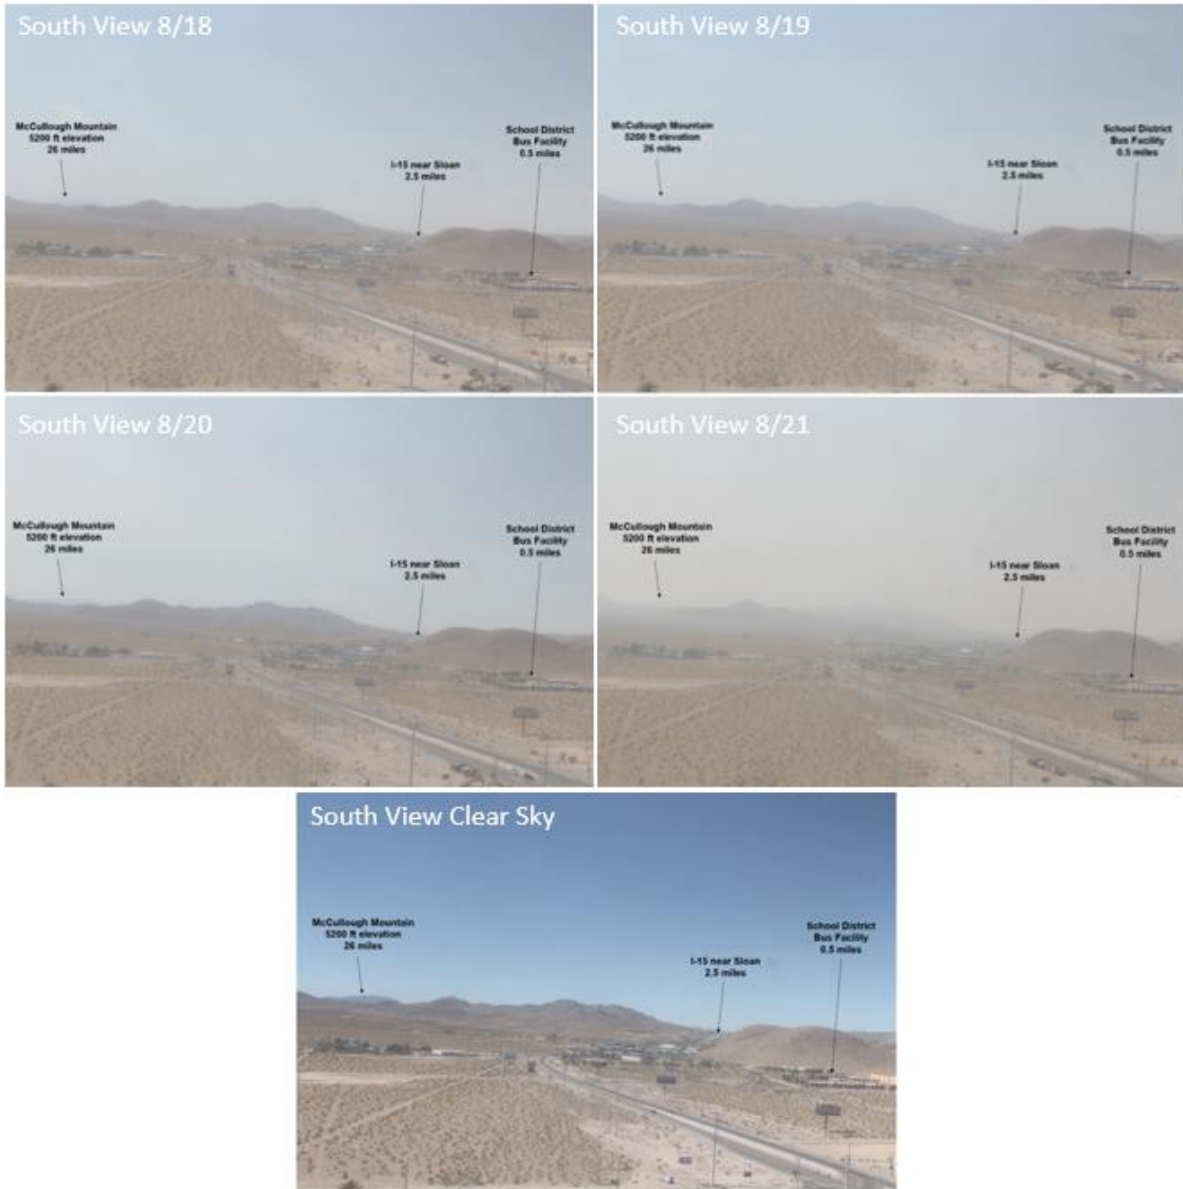 South View 8/18
McCullough Mountain
5200 ft elevation
26 miles
I-15 near Sloan
2.5 miles
School District
Bus Facility
0.5 miles
South View 8/19
McCullough Mountain
5200 ft elevation
26 miles
I-15 near Sloan
2.5 miles
School District
Bus Facility
0.5 miles
South View 8/20
McCullough Mountain
5200 ft elevation
26 miles
I-15 near Sloan
2.5 miles
School District
Bus Facility
0.5 miles
South View 8/21
McCullough Mountain
5200 ft elevation
26 miles
I-15 near Sloan
2.5 miles
School District
Bus Facility
0.5 miles
South View Clear Sky
McCullough Mountain
5200 ft elevation
26 miles
I-15 near Sloan
2.5 miles
School District
Bus Facility
0.5 miles